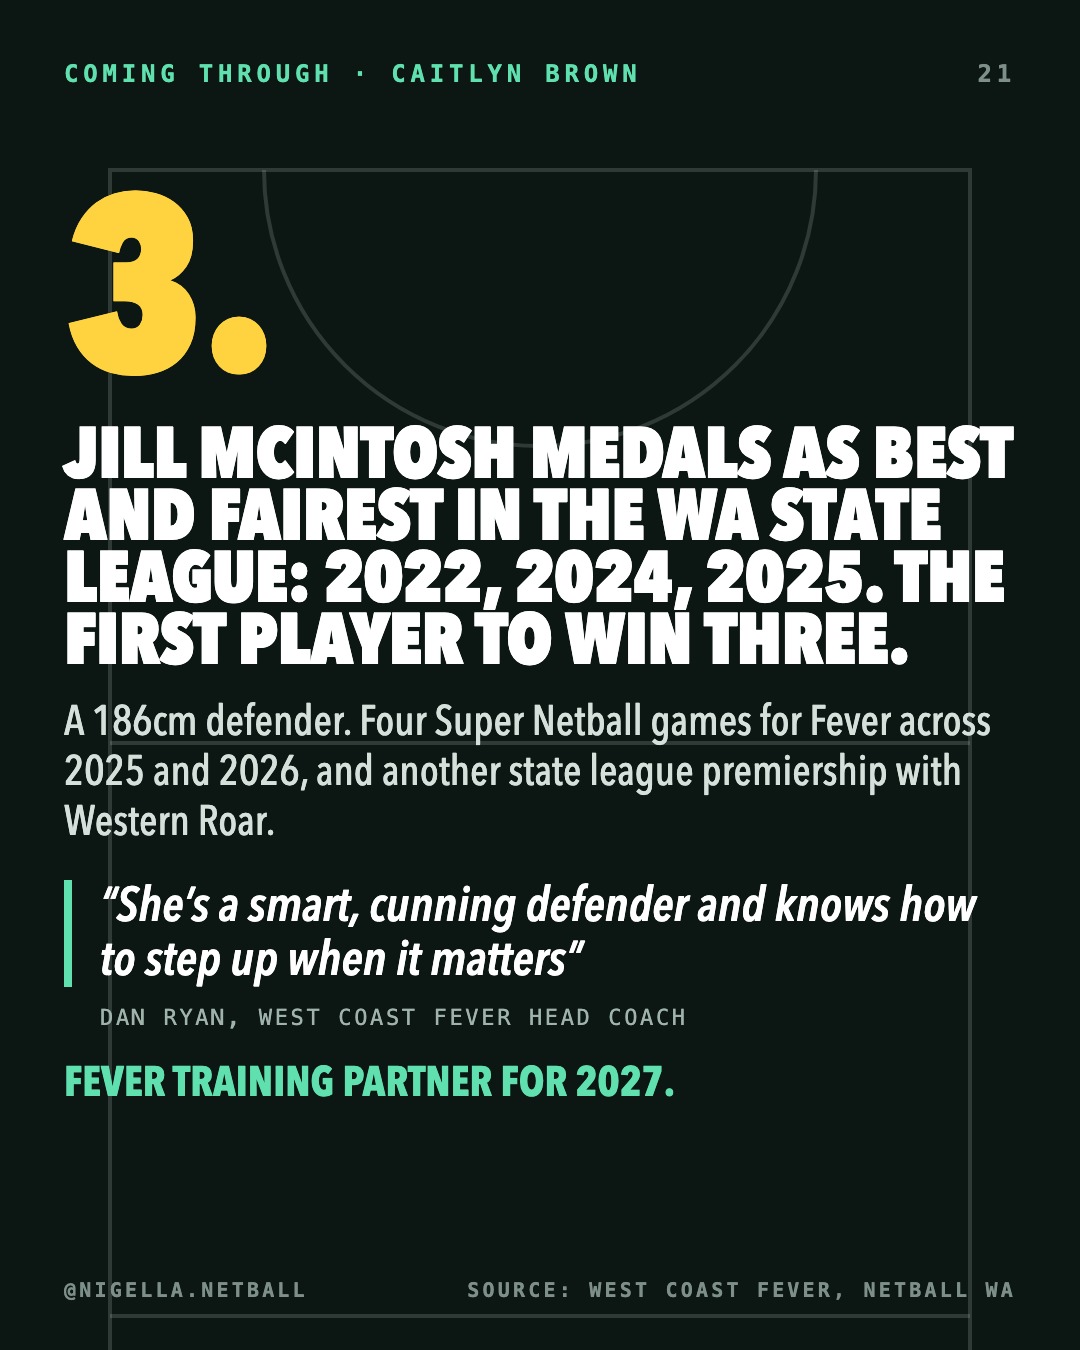 COMING THROUGH · CAITLYN BROWN
21
3.
JILL MCINTOSH MEDALS AS BEST
AND FAIREST IN THE WA STATE
LEAGUE: 2022, 2024, 2025. THE
FIRST PLAYER TO WIN THREE.
A 186cm defender. Four Super Netball games for Fever across
2025 and 2026, and another state league premiership with
Western Roar.
“She’s a smart, cunning defender and knows how
to step up when it matters”
DAN RYAN, WEST COAST FEVER HEAD COACH
FEVER TRAINING PARTNER FOR 2027.
@NIGELLA.NETBALL
SOURCE: WEST COAST FEVER, NETBALL WA